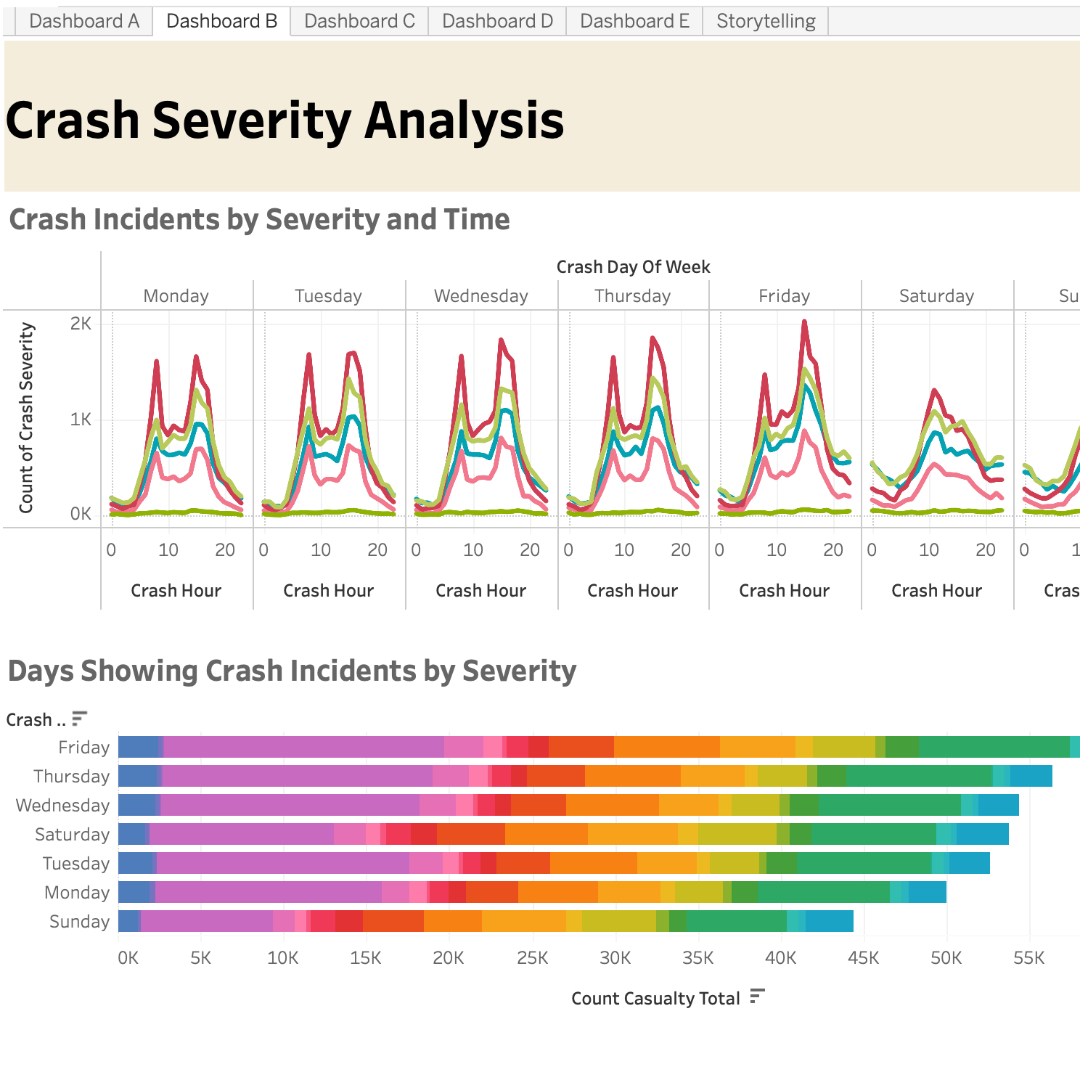 Dashboard A Dashboard B Dashboard C Dashboard D Dashboard E Storytelling
Crash Severity Analysis
Crash Incidents by Severity and Time
Crash Day Of Week
Monday Tuesday Wednesday Thursday Friday Saturday Su
Count of Crash Severity
2K
1K
0K
0 10 20 0 10 20 0 10 20 0 10 20 0 10 20 0 10 20 0 1
Crash Hour Crash Hour Crash Hour Crash Hour Crash Hour Crash Hour Cras
Days Showing Crash Incidents by Severity
Crash ..
Friday
Thursday
Wednesday
Saturday
Tuesday
Monday
Sunday
0K 5K 10K 15K 20K 25K 30K 35K 40K 45K 50K 55K
Count Casualty Total